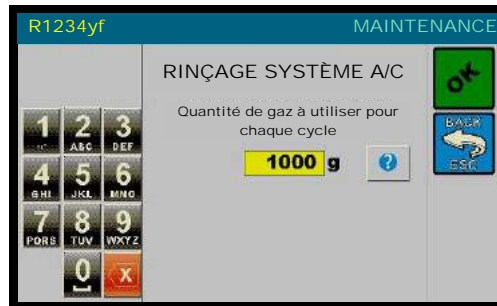 R1234yf MAINTENANCE
RINÇAGE SYSTÈME A/C
Quantité de gaz à utiliser pour
chaque cycle
1000 g ?
OK
BACK
ESC
1 2 3
ABC DEF
4 5 6
GHI JKL MNO
7 8 9
PQRS TUV WXYZ
0 X